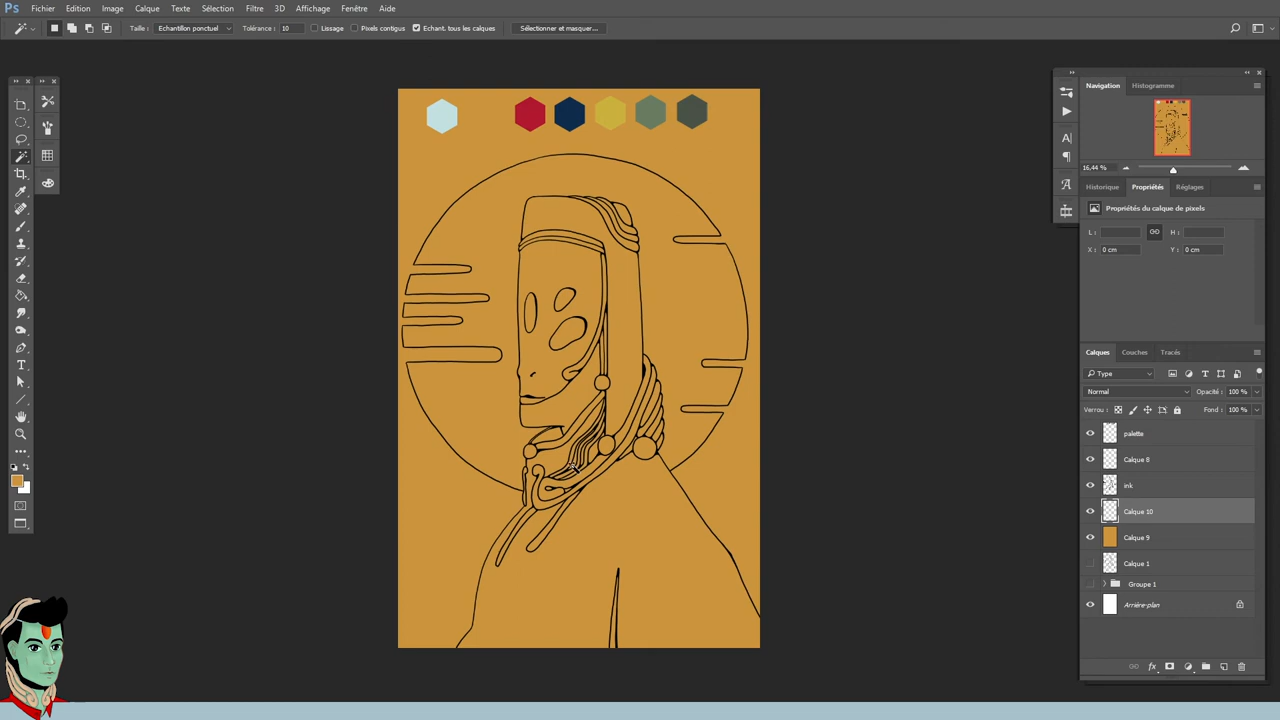 Ps Fichier Edition Image Calque Texte Sélection Filtre 3D Affichage Fenêtre Aide
Taille : Echantillon ponctuel Tolérance : 10 Lissage Pixels contigus Echant. tous les calques Sélectionner et masquer...
Navigation Histogramme
16,44 %
Historique Propriétés Réglages
Propriétés du calque de pixels
L : H :
X : 0 cm Y : 0 cm
Calques Couches Tracés
Type
Normal Opacité : 100 %
Verrou : Fond : 100 %
palette
Calque 8
ink
Calque 10
Calque 9
Calque 1
Groupe 1
Arrière-plan